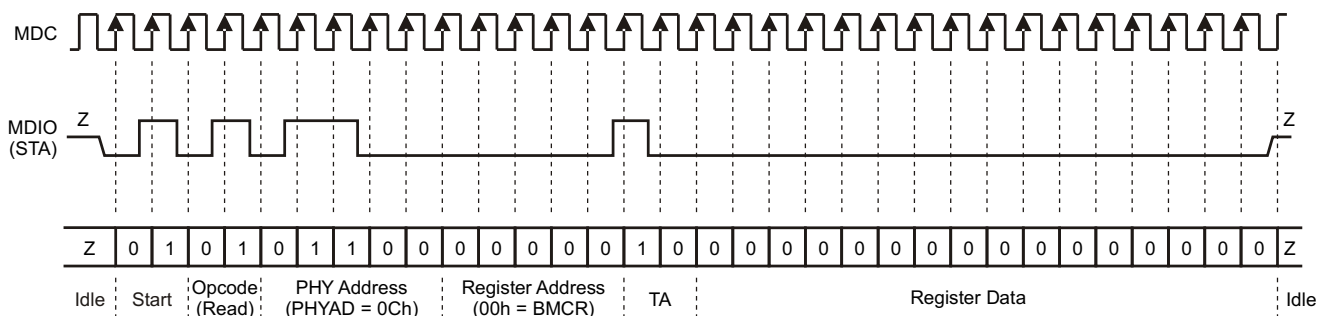 MDC
MDIO
(STA)
Z
Z
Z 0 1 0 1 0 1 1 0 0 0 0 0 0 0 1 0 0 0 0 0 0 0 0 0 0 0 0 0 0 0 0 0 Z
Idle
Start
Opcode
(Read)
PHY Address
(PHYAD = 0Ch)
Register Address
(00h = BMCR)
TA
Register Data
Idle